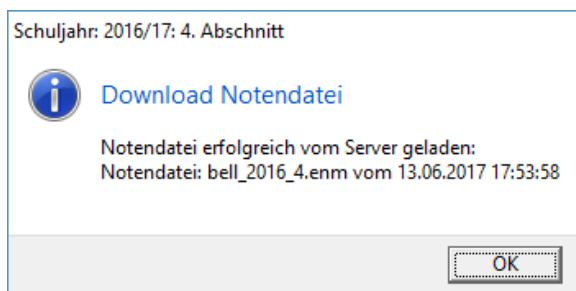 Schuljahr: 2016/17: 4. Abschnitt
Download Notendatei
Notendatei erfolgreich vom Server geladen:
Notendatei: bell_2016_4.enm vom 13.06.2017 17:53:58
OK